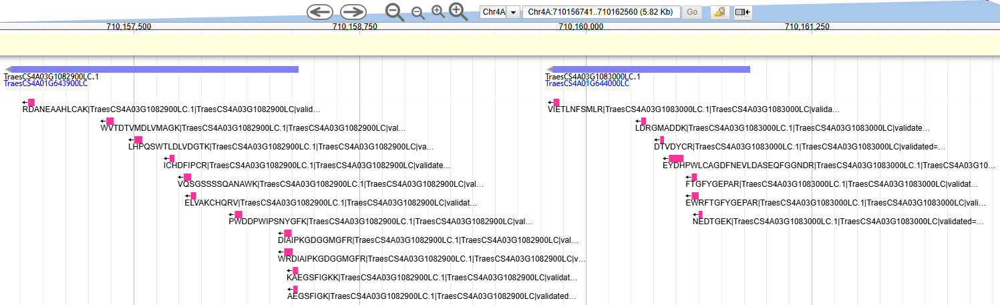 Chr4A Chr4A:710156741..710162560 (5.82 Kb) Go
710,157,500 710,158,750 710,160,000 710,161,250
TraesCS4A03G1082900LC.1 TraesCS4A03G1083000LC.1
TraesCS4A01G643900LC TraesCS4A01G644000LC
RDANEAAHLCAK|TraesCS4A03G1082900LC.1|TraesCS4A03G1082900LC|valid... VIETLNFSMLR|TraesCS4A03G1083000LC.1|TraesCS4A03G1083000LC|valida...
WVTDTVMDLVMAGK|TraesCS4A03G1082900LC.1|TraesCS4A03G1082900LC|val... LDRGMADDK|TraesCS4A03G1083000LC.1|TraesCS4A03G1083000LC|validate...
LHPQSWTLDLVDGTK|TraesCS4A03G1082900LC.1|TraesCS4A03G1082900LC|va... DTVDYCR|TraesCS4A03G1083000LC.1|TraesCS4A03G1083000LC|validated=...
ICHDFIPCR|TraesCS4A03G1082900LC.1|TraesCS4A03G1082900LC|validate... EYDHPWLCAGDFNEVLDASEQFGGNDR|TraesCS4A03G1083000LC.1|TraesCS4A03G10...
VQSGSSSSQANAWK|TraesCS4A03G1082900LC.1|TraesCS4A03G1082900LC|val... FTGFYGEPAR|TraesCS4A03G1083000LC.1|TraesCS4A03G1083000LC|validat...
ELVAKCHQRV|TraesCS4A03G1082900LC.1|TraesCS4A03G1082900LC|validat... EWRFTGFYGEPAR|TraesCS4A03G1083000LC.1|TraesCS4A03G1083000LC|vali...
PWDDPWIPSNYGFK|TraesCS4A03G1082900LC.1|TraesCS4A03G1082900LC|val... NEDTGEK|TraesCS4A03G1083000LC.1|TraesCS4A03G1083000LC|validated=...
DIAIPKGDGGMGFR|TraesCS4A03G1082900LC.1|TraesCS4A03G1082900LC|val...
WRDIAIPKGDGGMGFR|TraesCS4A03G1082900LC.1|TraesCS4A03G1082900LC|v...
KAEGSFIGKK|TraesCS4A03G1082900LC.1|TraesCS4A03G1082900LC|validat...
AEGSFIGK|TraesCS4A03G1082900LC.1|TraesCS4A03G1082900LC|validated...